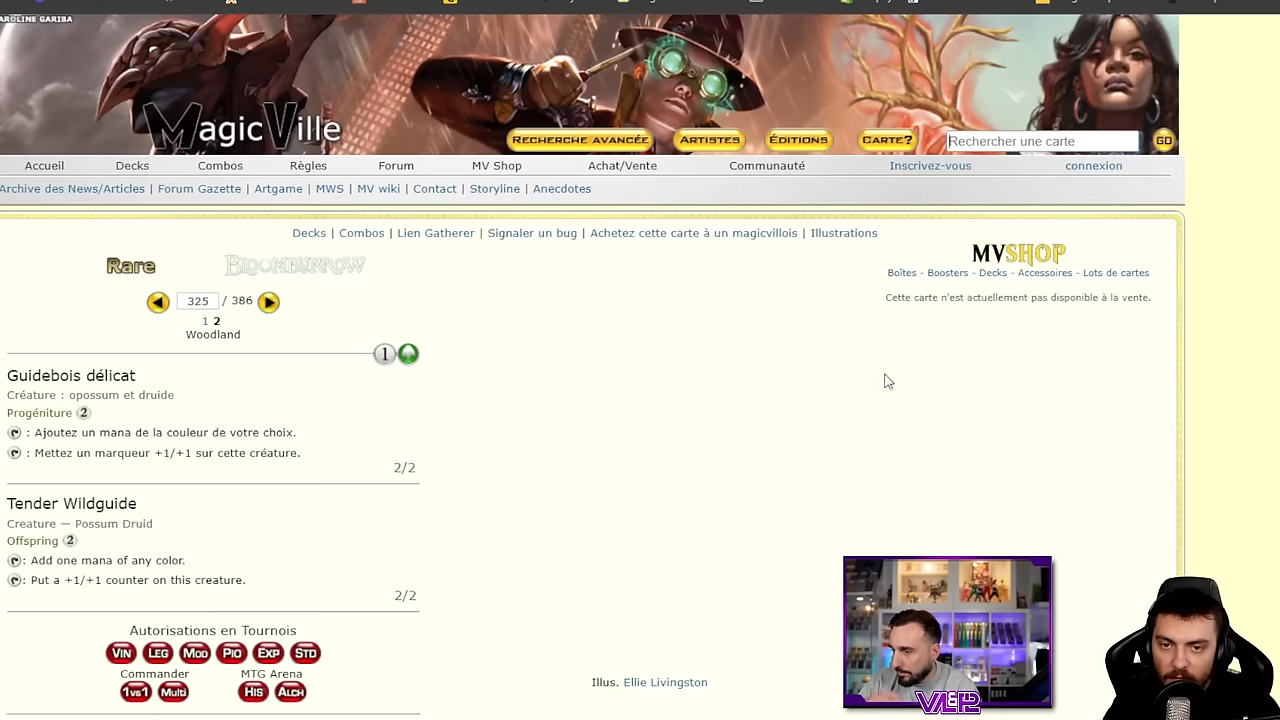 AROLINE GARIBA
MagicVille
RECHERCHE AVANCÉE ARTISTES ÉDITIONS CARTE? Rechercher une carte GO
Accueil Decks Combos Règles Forum MV Shop Achat/Vente Communauté Inscrivez-vous connexion
Archive des News/Articles | Forum Gazette | Artgame | MWS | MV wiki | Contact | Storyline | Anecdotes
Decks | Combos | Lien Gatherer | Signaler un bug | Achetez cette carte à un magicvillois | Illustrations
MVSHOP
Boîtes - Boosters - Decks - Accessoires - Lots de cartes
Cette carte n'est actuellement pas disponible à la vente.
Rare BLOOMBURROW
325 / 386
1 2
Woodland
1
Guidebois délicat
Créature : opossum et druide
Progéniture 2
: Ajoutez un mana de la couleur de votre choix.
: Mettez un marqueur +1/+1 sur cette créature.
2/2
Tender Wildguide
Creature — Possum Druid
Offspring 2
: Add one mana of any color.
: Put a +1/+1 counter on this creature.
2/2
Autorisations en Tournois
VIN LEG MOD PIO EXP STD
Commander MTG Arena
1vs1 Multi HIS ALCH
Illus. Ellie Livingston